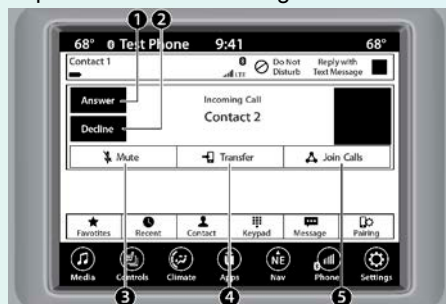 1 2
68° Test Phone 9:41 68°
Contact 1 LTE Do Not Disturb Reply with Text Message
Answer
Incoming Call
Contact 2
Decline
Mute Transfer Join Calls
Favorites Recent Contact Keypad Message Pairing
Media Controls Climate Apps Nav Phone Settings
3 4 5